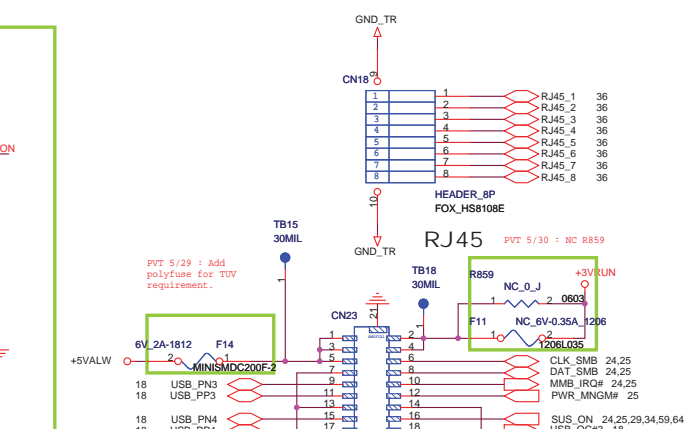 GND_TR
ON
9
CN18
1 1 RJ45_1 36
2 2 RJ45_2 36
3 3 RJ45_3 36
4 4 RJ45_4 36
5 5 RJ45_5 36
6 6 RJ45_6 36
7 7 RJ45_7 36
8 8 RJ45_8 36
HEADER_8P
FOX_HS8108E
10
GND_TR
RJ45
PVT 5/30 : NC R859
TB15
30MIL
1
PVT 5/29 : Add
polyfuse for TUV
requirement.
TB18
30MIL
1
R859
+3VRUN
NC_0_J
1 2 0603
F11 NC_6V-0.35A_1206
1 2
1206L035
CN23
21
6V_2A-1812 F14
+5VALW 2 1
MINISMDC200F-2
1 2
3 4
5 6 CLK_SMB 24,25
7 8 DAT_SMB 24,25
18 USB_PN3 9 10 MMB_IRQ# 24,25
18 USB_PP3 11 12 PWR_MNGM# 25
13 14
18 USB_PN4 15 16 SUS_ON 24,25,29,34,59,64
17 18